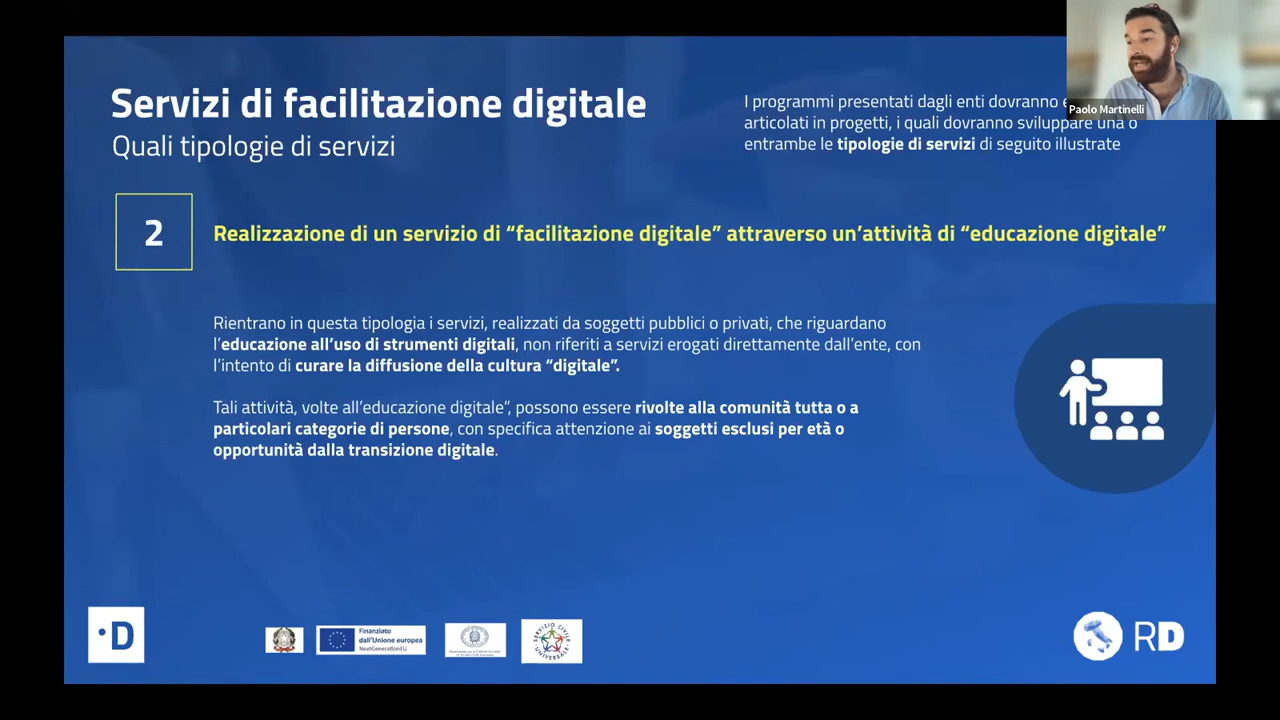 Servizi di facilitazione digitale
Quali tipologie di servizi
I programmi presentati dagli enti dovranno
articolati in progetti, i quali dovranno sviluppare una o
entrambe le tipologie di servizi di seguito illustrate
Paolo Martinelli
2
Realizzazione di un servizio di “facilitazione digitale” attraverso un’attività di “educazione digitale”
Rientrano in questa tipologia i servizi, realizzati da soggetti pubblici o privati, che riguardano
l’educazione all’uso di strumenti digitali, non riferiti a servizi erogati direttamente dall’ente, con
l’intento di curare la diffusione della cultura “digitale”.
Tali attività, volte all’educazione digitale”, possono essere rivolte alla comunità tutta o a
particolari categorie di persone, con specifica attenzione ai soggetti esclusi per età o
opportunità dalla transizione digitale.
D
Finanziato
dall'Unione europea
NextGenerationEU
SERVIZIO CIVILE
UNIVERSALE
RD